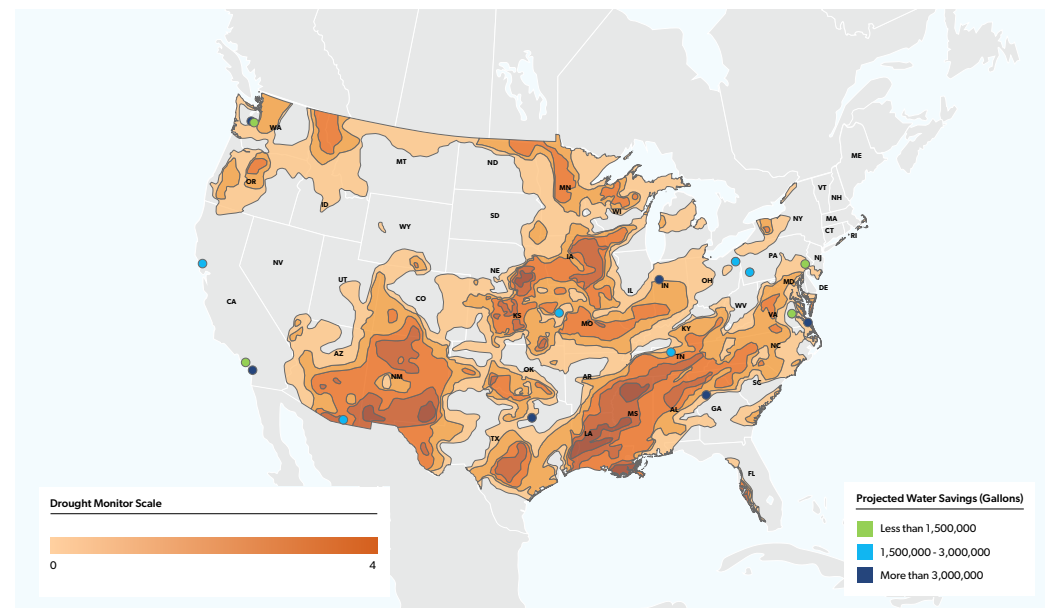 ME
WA
VT
MT
ND
NH
OR
MN
ID
WI
NY
MA
SD
WY
CT
RI
IA
PA
NJ
NV
NE
UT
OH
IN
MD
DE
IL
CA
CO
WV
KS
VA
MO
KY
NC
AZ
TN
OK
NM
AR
SC
AL
GA
MS
LA
TX
FL
Drought Monitor Scale
0 4
Projected Water Savings (Gallons)
Less than 1,500,000
1,500,000 - 3,000,000
More than 3,000,000